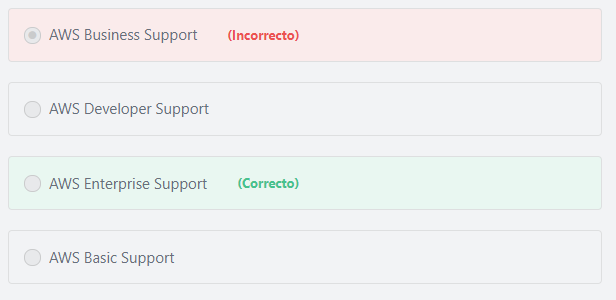 AWS Business Support (Incorrecto)
AWS Developer Support
AWS Enterprise Support (Correcto)
AWS Basic Support